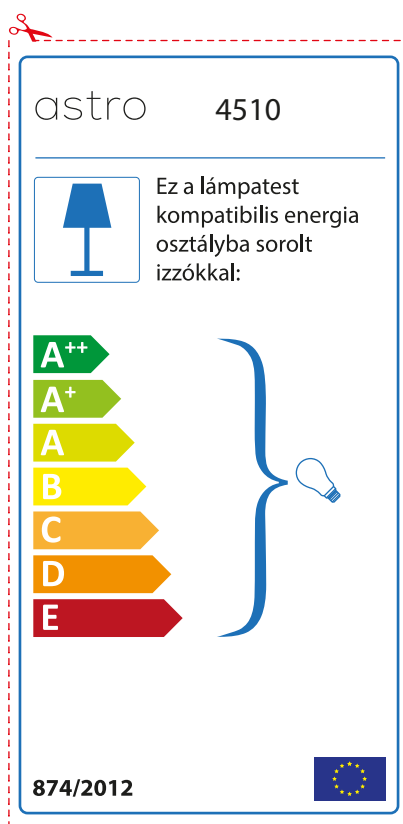 astro 4510
Ez a lámpatest
kompatibilis energia
osztályba sorolt
izzókkal:
A++
A+
A
B
C
D
E
874/2012